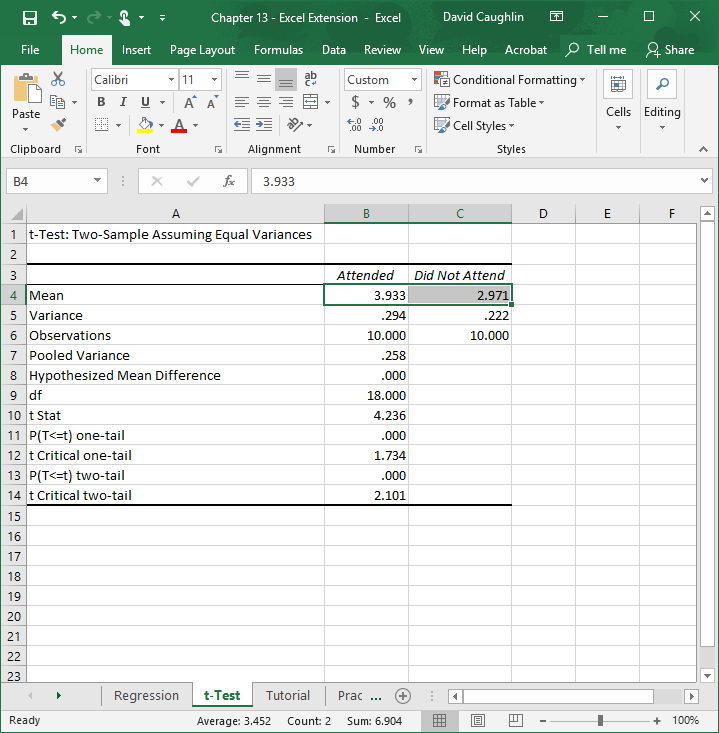 Chapter 13 - Excel Extension - Excel David Caughlin
File Home Insert Page Layout Formulas Data Review View Help Acrobat Tell me Share
Paste
Calibri 11
B I U A A
A
ab
Custom
$ % ,
.00 .00
Conditional Formatting
Format as Table
Cell Styles
Cells Editing
Clipboard Font Alignment Number Styles
B4 fx 3.933
A B C D E F
1 t-Test: Two-Sample Assuming Equal Variances
2
3 Attended Did Not Attend
4 Mean 3.933 2.971
5 Variance .294 .222
6 Observations 10.000 10.000
7 Pooled Variance .258
8 Hypothesized Mean Difference .000
9 df 18.000
10 t Stat 4.236
11 P(T<=t) one-tail .000
12 t Critical one-tail 1.734
13 P(T<=t) two-tail .000
14 t Critical two-tail 2.101
15
16
17
18
19
20
21
22
23
Regression t-Test Tutorial Prac ...
Ready Average: 3.452 Count: 2 Sum: 6.904 100%